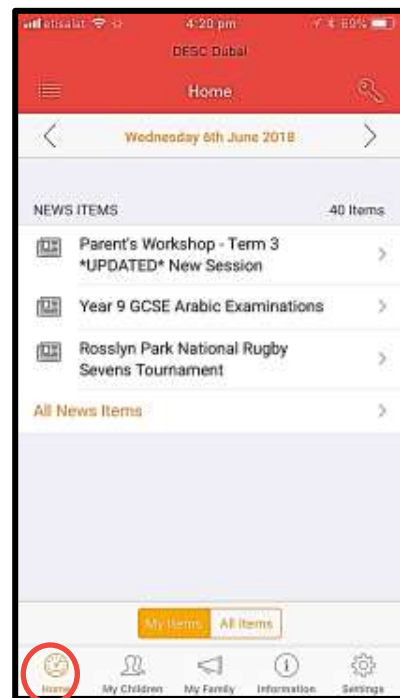 etisalat 4:20 pm 69%
DESC Dubai
Home
Wednesday 6th June 2018
NEWS ITEMS 40 Items
Parent's Workshop - Term 3
*UPDATED* New Session
Year 9 GCSE Arabic Examinations
Rosslyn Park National Rugby
Sevens Tournament
All News Items
My Items All Items
Home My Children My Family Information Settings